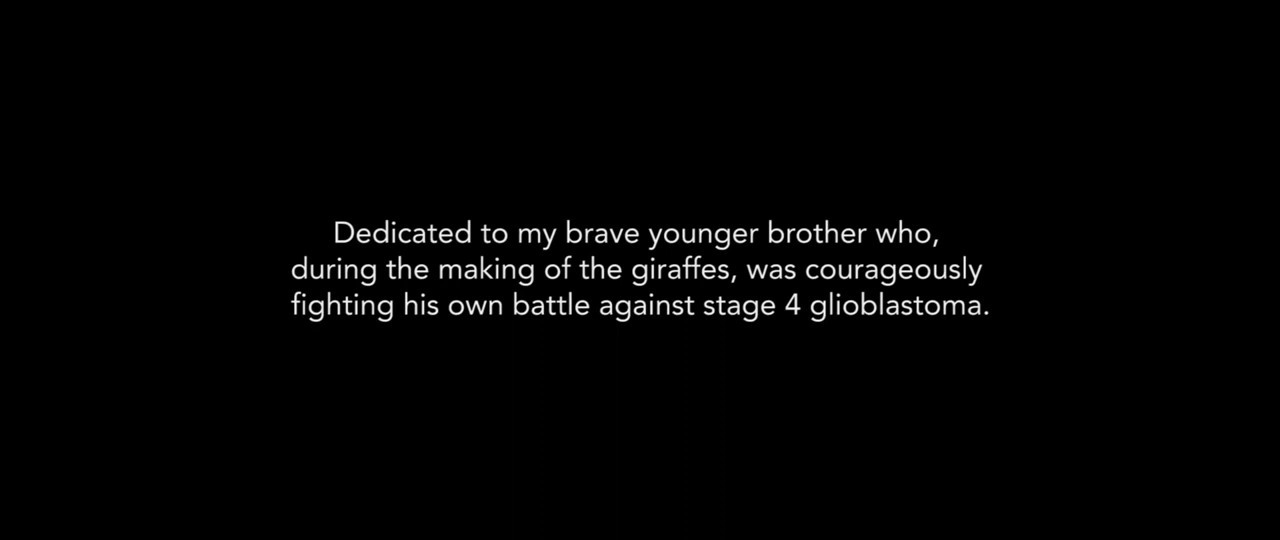 Dedicated to my brave younger brother who,
during the making of the giraffes, was courageously
fighting his own battle against stage 4 glioblastoma.